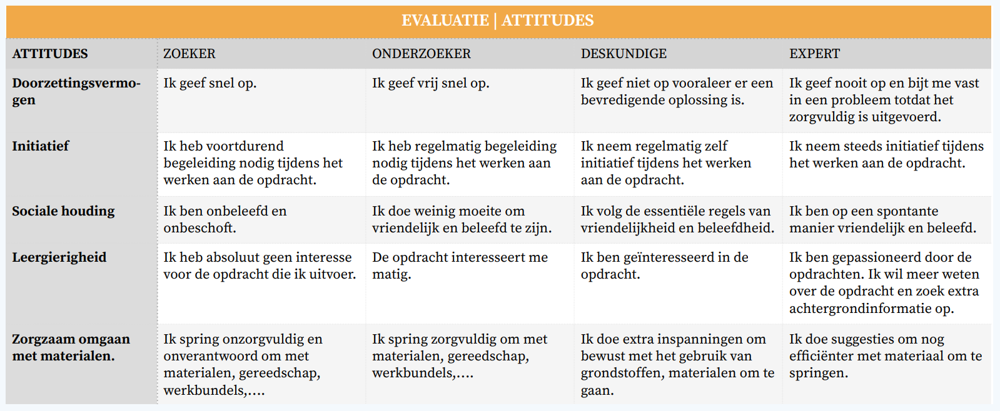 EVALUATIE | ATTITUDES
ATTITUDES
ZOEKER
ONDERZOEKER
DESKUNDIGE
EXPERT
Doorzettingsvermo-
gen
Ik geef snel op.
Ik geef vrij snel op.
Ik geef niet op vooraleer er een
bevredigende oplossing is.
Ik geef nooit op en bijt me vast
in een probleem totdat het
zorgvuldig is uitgevoerd.
Initiatief
Ik heb voortdurend
begeleiding nodig tijdens het
werken aan de opdracht.
Ik heb regelmatig begeleiding
nodig tijdens het werken aan
de opdracht.
Ik neem regelmatig zelf
initiatief tijdens het werken
aan de opdracht.
Ik neem steeds initiatief tijdens
het werken aan de opdracht.
Sociale houding
Ik ben onbeleefd en
onbeschoft.
Ik doe weinig moeite om
vriendelijk en beleefd te zijn.
Ik volg de essentiële regels van
vriendelijkheid en beleefdheid.
Ik ben op een spontante
manier vriendelijk en beleefd.
Leergierigheid
Ik heb absoluut geen interesse
voor de opdracht die ik uitvoer.
De opdracht interesseert me
matig.
Ik ben geïnteresseerd in de
opdracht.
Ik ben gepassioneerd door de
opdrachten. Ik wil meer weten
over de opdracht en zoek extra
achtergrondinformatie op.
Zorgzaam omgaan
met materialen.
Ik spring onzorgvuldig en
onverantwoord om met
materialen, gereedschap,
werkbundels,….
Ik spring zorgvuldig om met
materialen, gereedschap,
werkbundels,….
Ik doe extra inspanningen om
bewust met het gebruik van
grondstoffen, materialen om te
gaan.
Ik doe suggesties om nog
efficiënter met materiaal om te
springen.